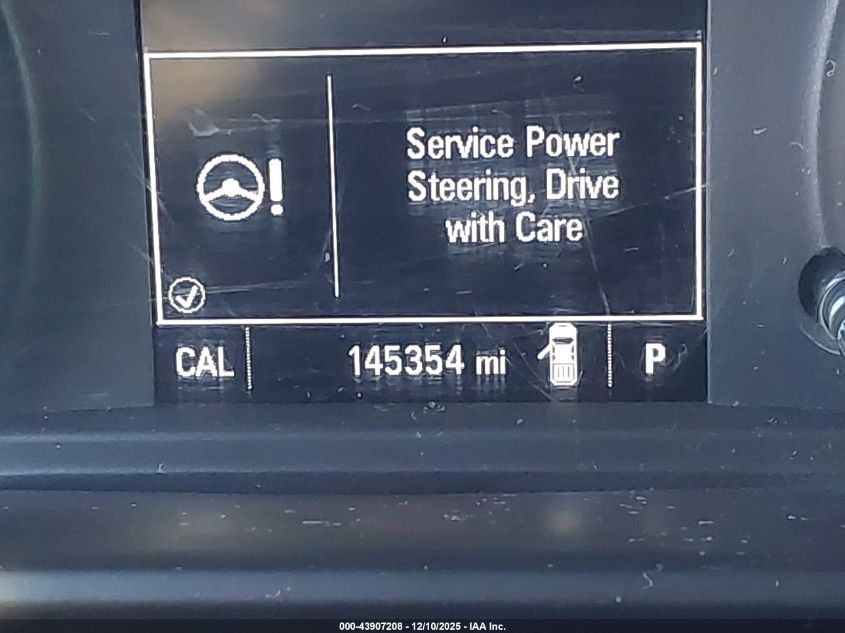 Service Power
Steering, Drive
with Care
CAL 145354 mi P
000-43907208 - 12/10/2025 - IAA Inc.